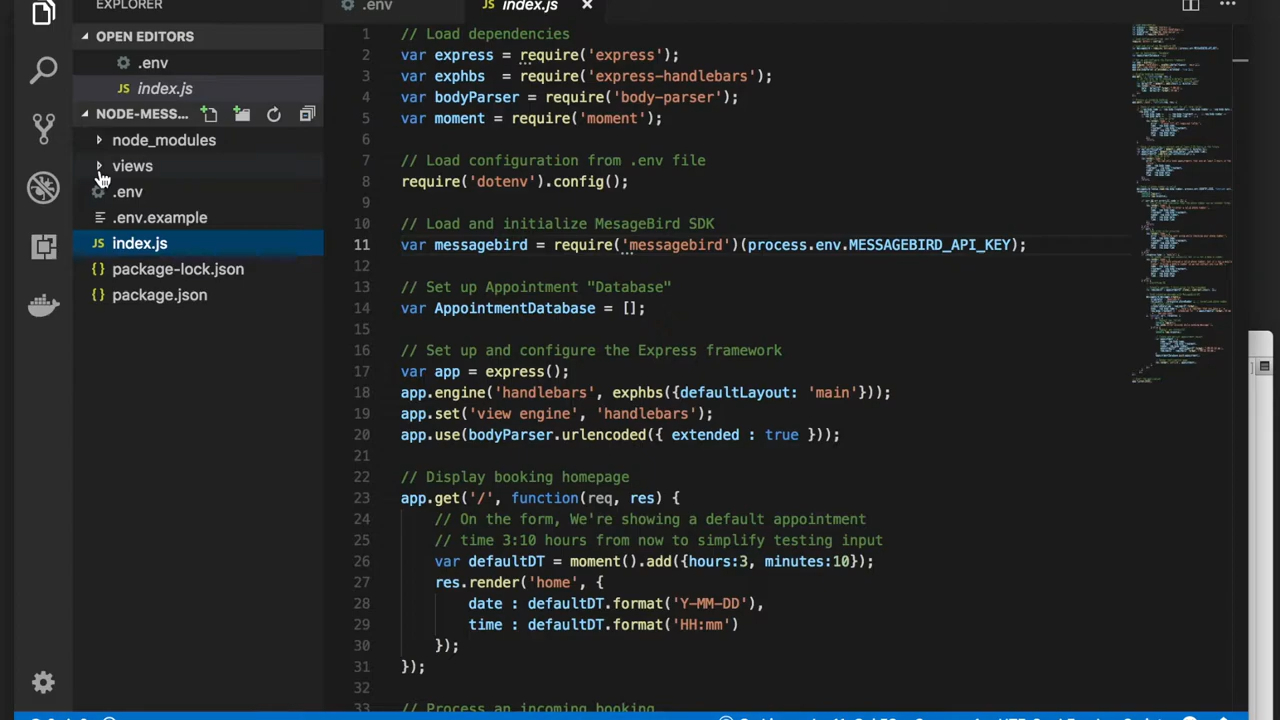 EXPLORER
OPEN EDITORS
.env
index.js
NODE-MESS...
node_modules
views
.env
.env.example
index.js
package-lock.json
package.json
.env
index.js
1 // Load dependencies
2 var express = require('express');
3 var exphbs = require('express-handlebars');
4 var bodyParser = require('body-parser');
5 var moment = require('moment');
6
7 // Load configuration from .env file
8 require('dotenv').config();
9
10 // Load and initialize MesageBird SDK
11 var messagebird = require('messagebird')(process.env.MESSAGEBIRD_API_KEY);
12
13 // Set up Appointment "Database"
14 var AppointmentDatabase = [];
15
16 // Set up and configure the Express framework
17 var app = express();
18 app.engine('handlebars', exphbs({defaultLayout: 'main'}));
19 app.set('view engine', 'handlebars');
20 app.use(bodyParser.urlencoded({ extended : true }));
21
22 // Display booking homepage
23 app.get('/', function(req, res) {
24 // On the form, We're showing a default appointment
25 // time 3:10 hours from now to simplify testing input
26 var defaultDT = moment().add({hours:3, minutes:10});
27 res.render('home', {
28 date : defaultDT.format('Y-MM-DD'),
29 time : defaultDT.format('HH:mm')
30 });
31 });
32
33 // Process an incoming booking